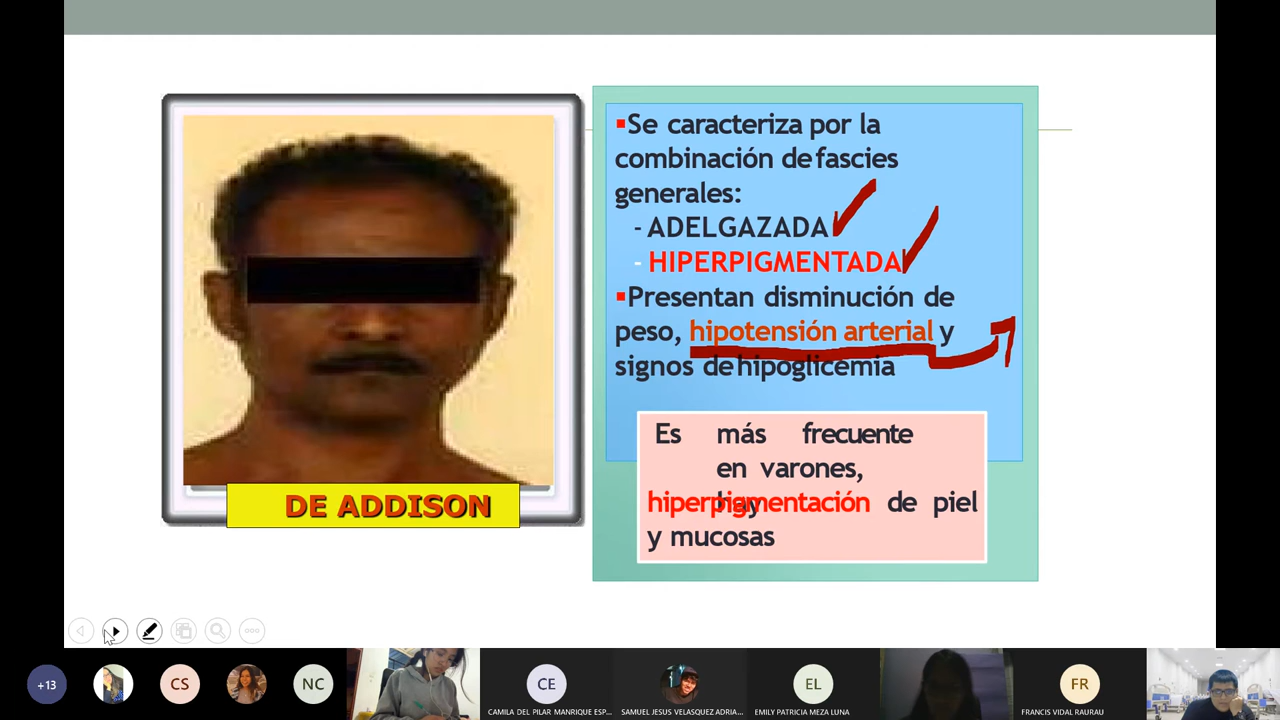 ▪Se caracteriza por la
combinación de fascies
generales:
- ADELGAZADA
- HIPERPIGMENTADA
▪Presentan disminución de
peso, hipotensión arterial y
signos de hipoglicemia
Es más frecuente
en varones,
hay
hiperpigmentación de piel
y mucosas
DE ADDISON
+13
CS
NC
CE
CAMILA DEL PILAR MANRIQUE ESP...
SAMUEL JESUS VELASQUEZ ADRIA...
EL
EMILY PATRICIA MEZA LUNA
FR
FRANCIS VIDAL RAURAU